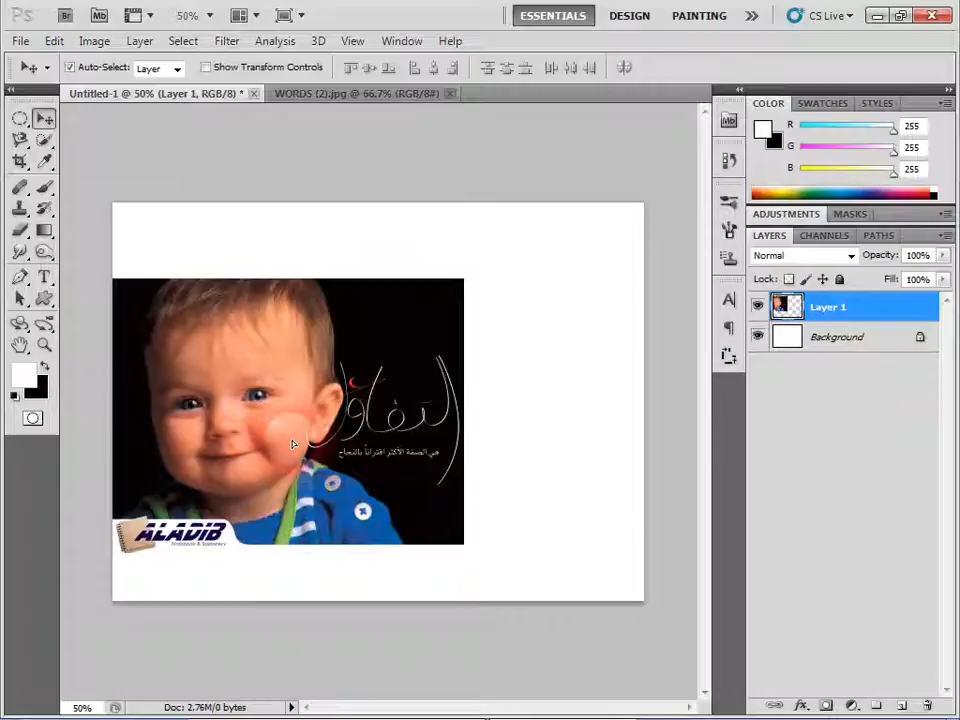 Ps Br Mb 50% ESSENTIALS DESIGN PAINTING CS Live
File Edit Image Layer Select Filter Analysis 3D View Window Help
Auto-Select: Layer Show Transform Controls
Untitled-1 @ 50% (Layer 1, RGB/8) * WORDS (2).jpg @ 66.7% (RGB/8#)
COLOR SWATCHES STYLES
Mb
R 255
G 255
B 255
ADJUSTMENTS MASKS
LAYERS CHANNELS PATHS
Normal Opacity: 100%
Lock: Fill: 100%
Layer 1
Background
التفاؤل
هي الصفة الأكثر اقتراناً بالنجاح
ALADIB
Notebooks & Stationery
50% Doc: 2.76M/0 bytes